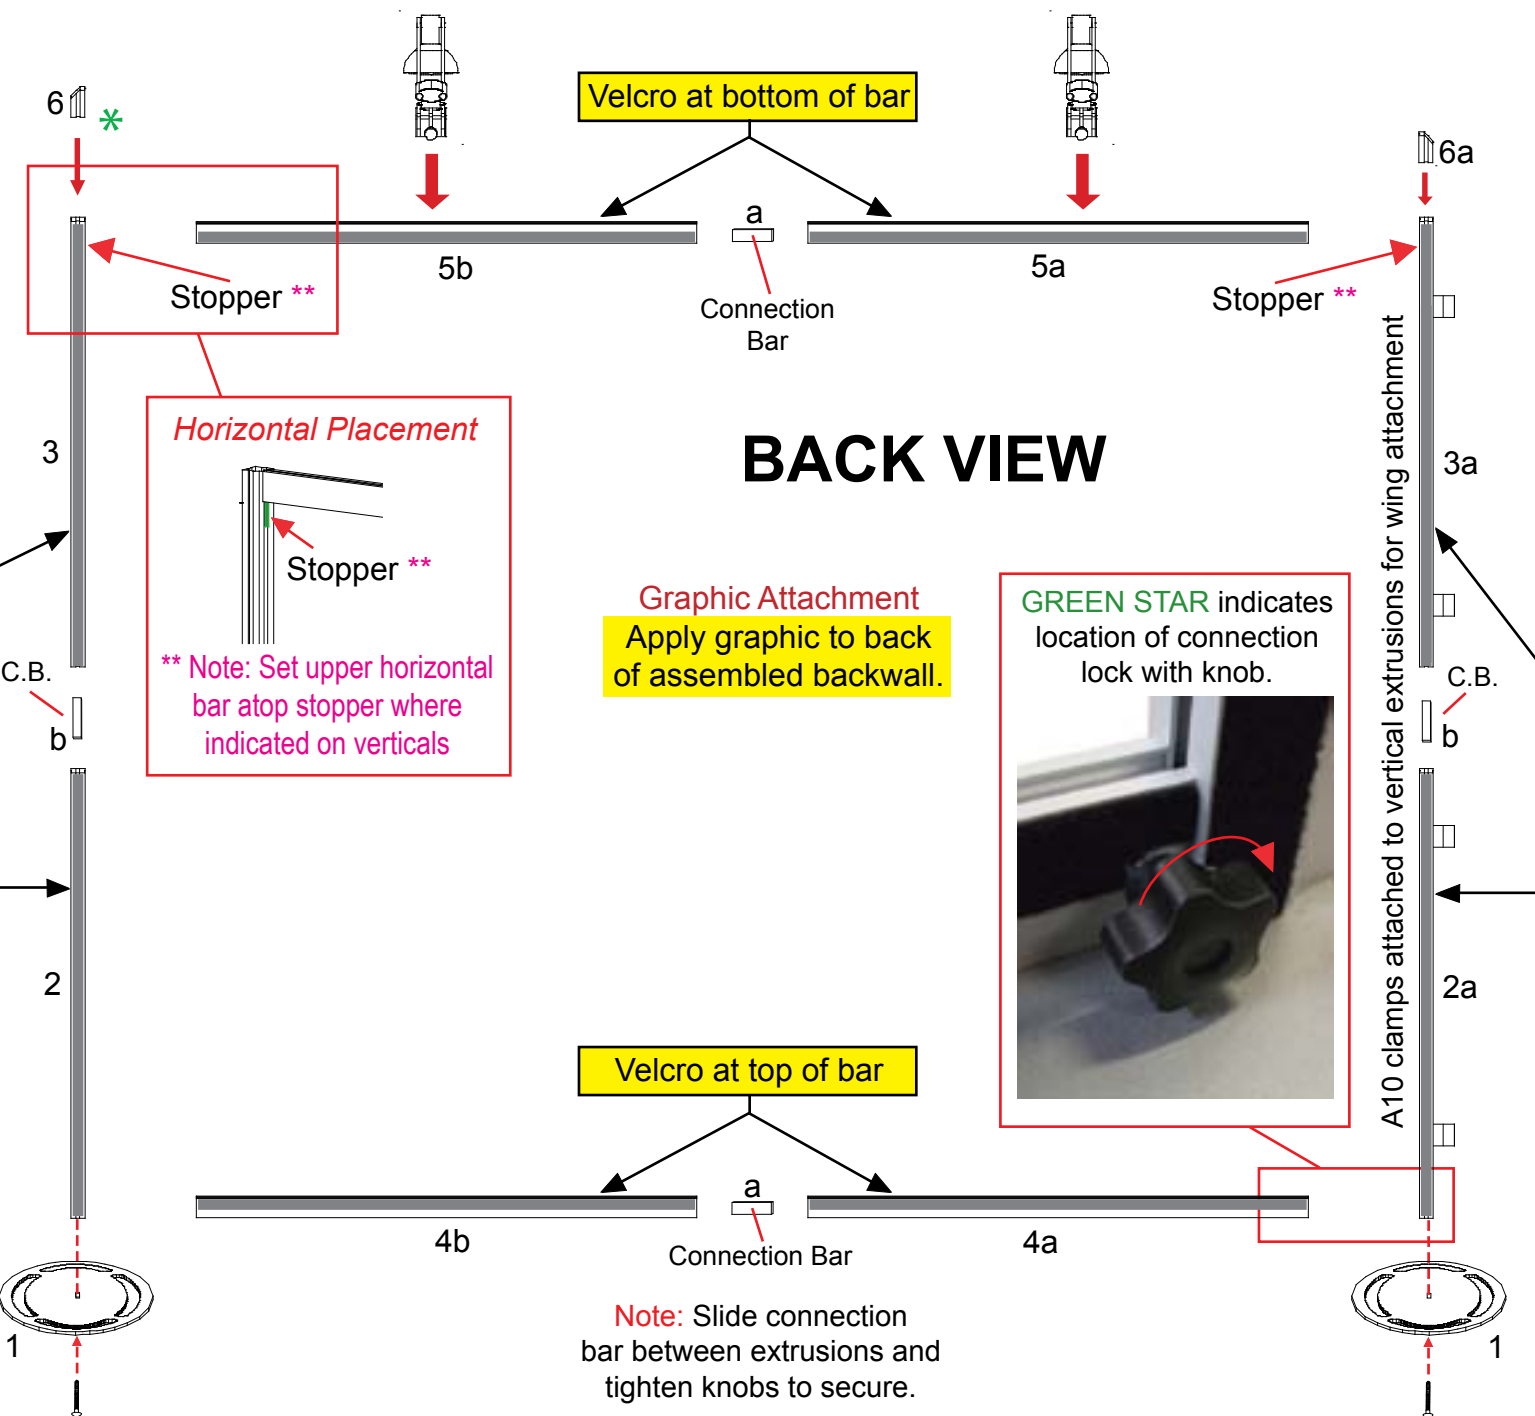 6
*
Velcro at bottom of bar
6a
a
5b
5a
Stopper **
Connection
Bar
Stopper **
Horizontal Placement
3
BACK VIEW
3a
Stopper **
** Note: Set upper horizontal
bar atop stopper where
indicated on verticals
Graphic Attachment
Apply graphic to back
of assembled backwall.
GREEN STAR indicates
location of connection
lock with knob.
A10 clamps attached to vertical extrusions for wing attachment
C.B.
b
C.B.
b
2
2a
Velcro at top of bar
a
4b
4a
Connection Bar
Note: Slide connection
bar between extrusions and
tighten knobs to secure.
1
1